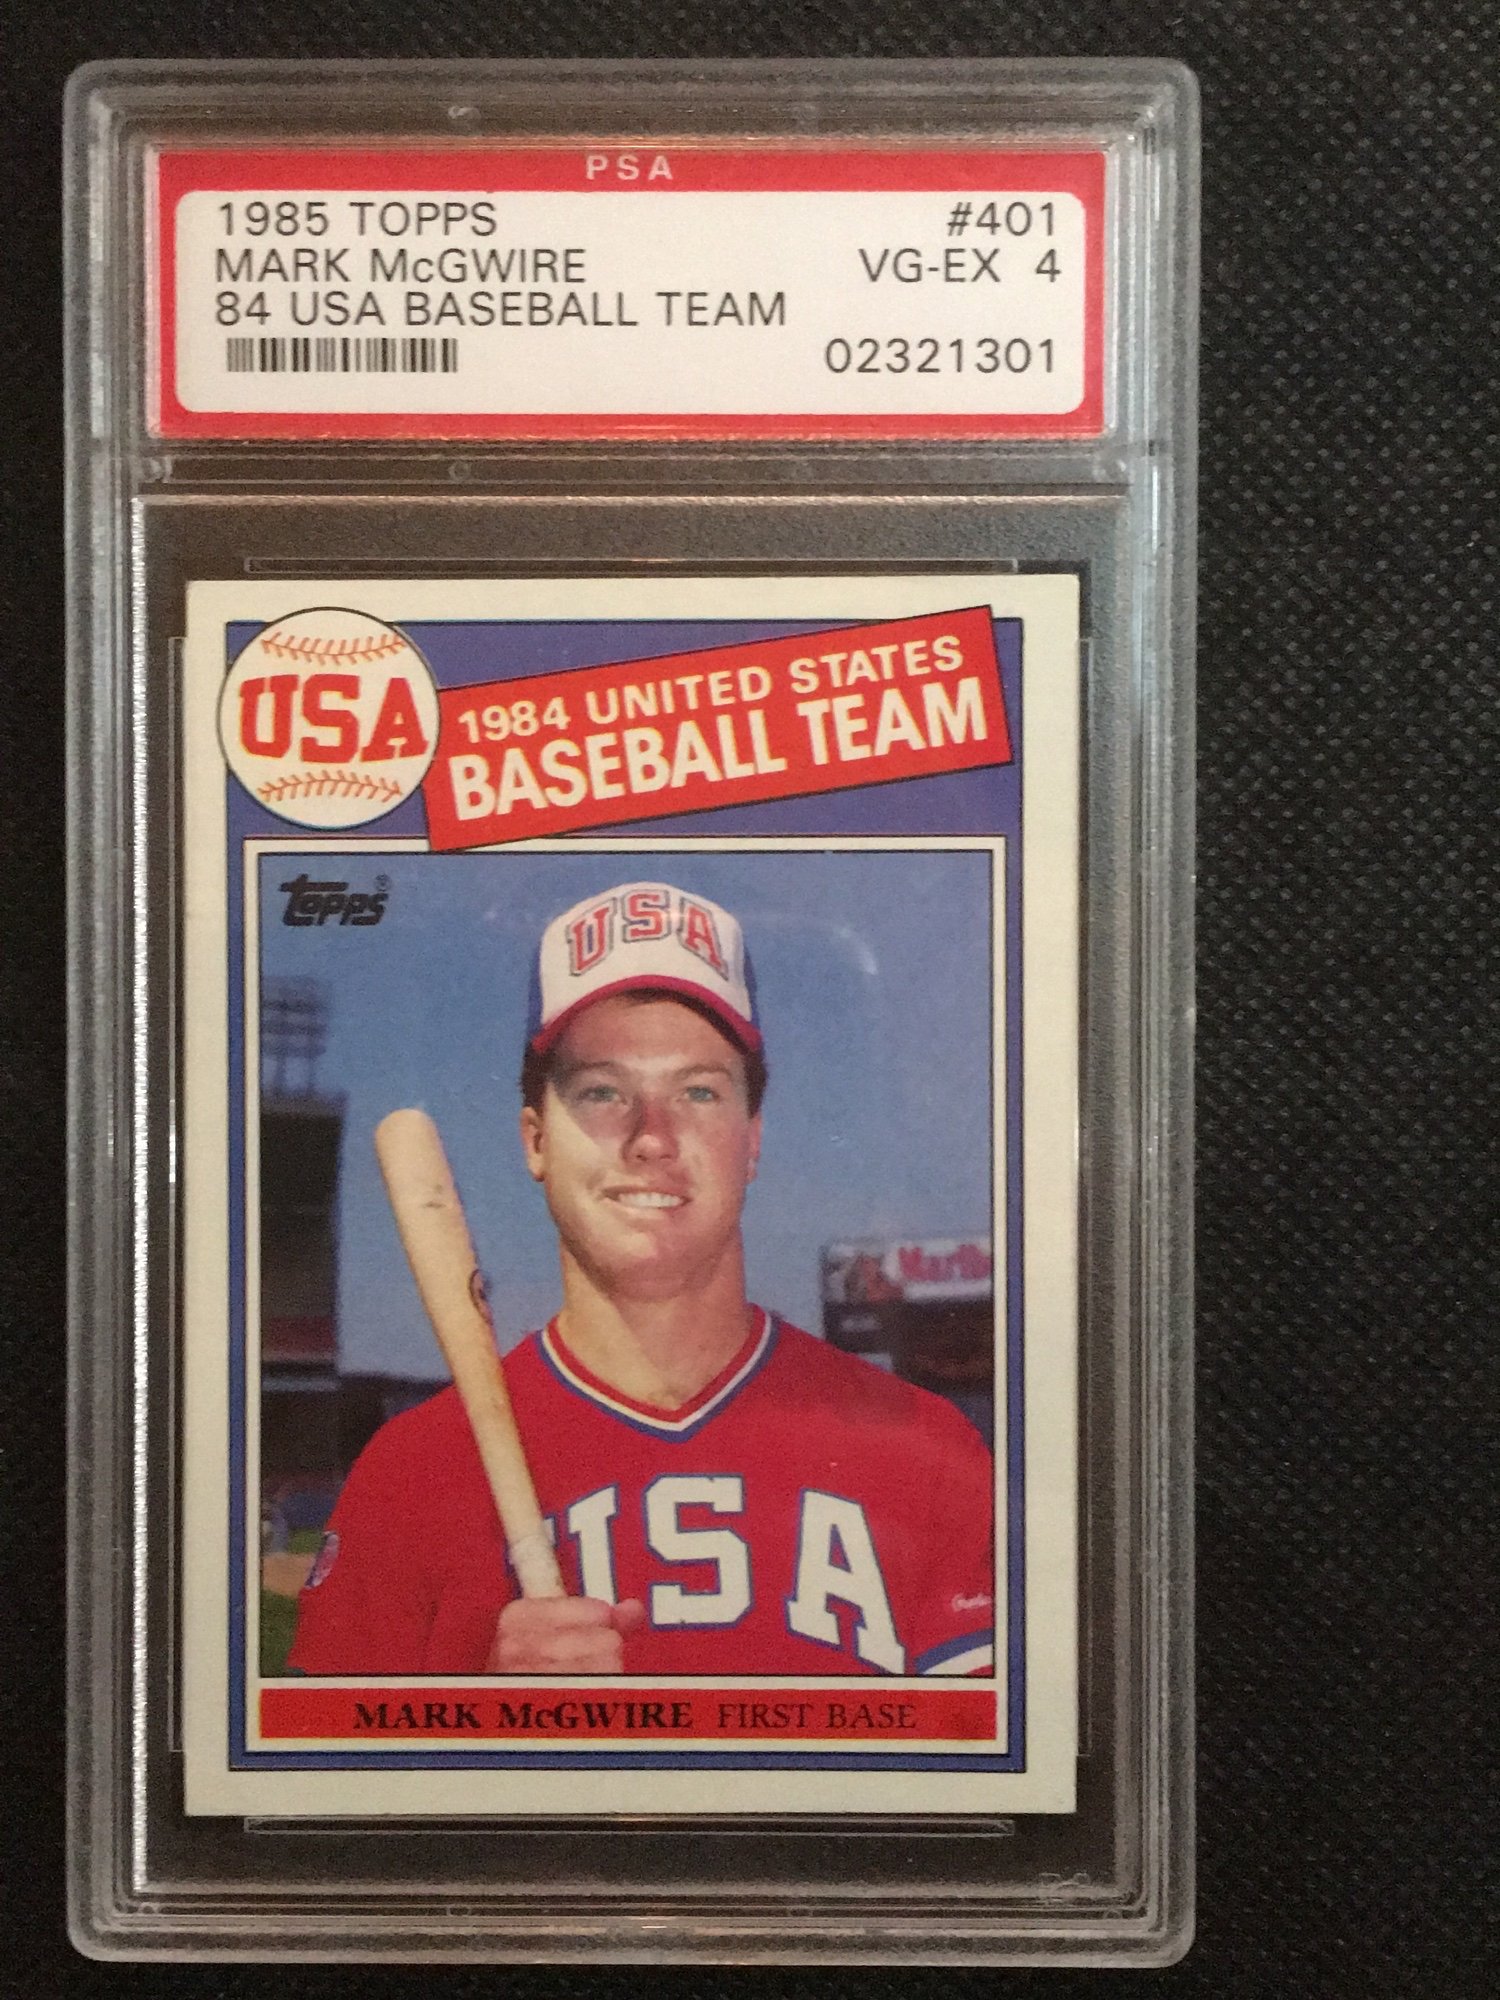 PSA
1985 TOPPS #401
MARK McGWIRE VG-EX 4
84 USA BASEBALL TEAM
02321301
USA
1984 UNITED STATES
BASEBALL TEAM
Topps®
USA
USA
MARK McGWIRE FIRST BASE